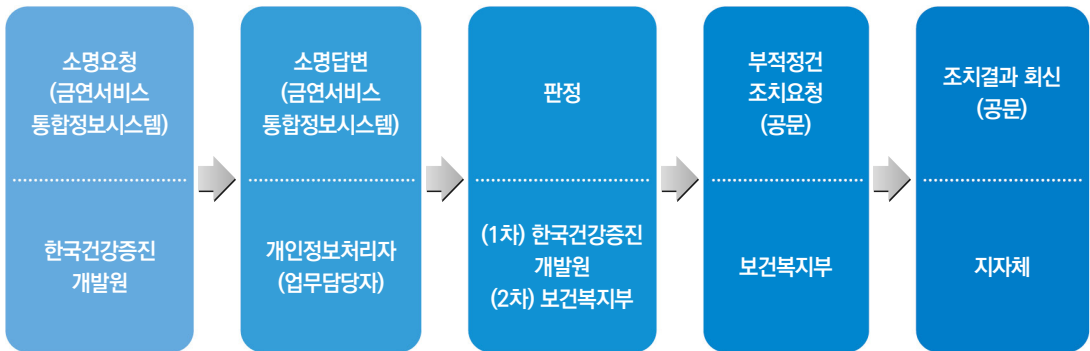 소명요청
(금연서비스
통합정보시스템)
한국건강증진
개발원
소명답변
(금연서비스
통합정보시스템)
개인정보처리자
(업무담당자)
판정
(1차) 한국건강증진
개발원
(2차) 보건복지부
부적정건
조치요청
(공문)
보건복지부
조치결과 회신
(공문)
지자체